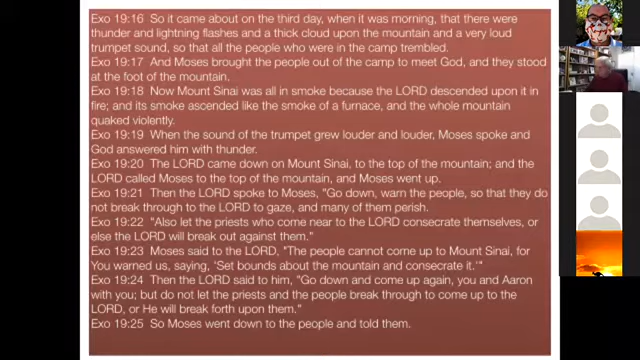 Exo 19:16  So it came about on the third day, when it was morning, that there were
thunder and lightning flashes and a thick cloud upon the mountain and a very loud
trumpet sound, so that all the people who were in the camp trembled.
Exo 19:17  And Moses brought the people out of the camp to meet God, and they stood
at the foot of the mountain.
Exo 19:18  Now Mount Sinai was all in smoke because the LORD descended upon it in
fire; and its smoke ascended like the smoke of a furnace, and the whole mountain
quaked violently.
Exo 19:19  When the sound of the trumpet grew louder and louder, Moses spoke and
God answered him with thunder.
Exo 19:20  The LORD came down on Mount Sinai, to the top of the mountain; and the
LORD called Moses to the top of the mountain, and Moses went up.
Exo 19:21  Then the LORD spoke to Moses, "Go down, warn the people, so that they do
not break through to the LORD to gaze, and many of them perish.
Exo 19:22  "Also let the priests who come near to the LORD consecrate themselves, or
else the LORD will break out against them."
Exo 19:23  Moses said to the LORD, "The people cannot come up to Mount Sinai, for
You warned us, saying, 'Set bounds about the mountain and consecrate it.'"
Exo 19:24  Then the LORD said to him, "Go down and come up again, you and Aaron
with you; but do not let the priests and the people break through to come up to the
LORD, or He will break forth upon them."
Exo 19:25  So Moses went down to the people and told them.